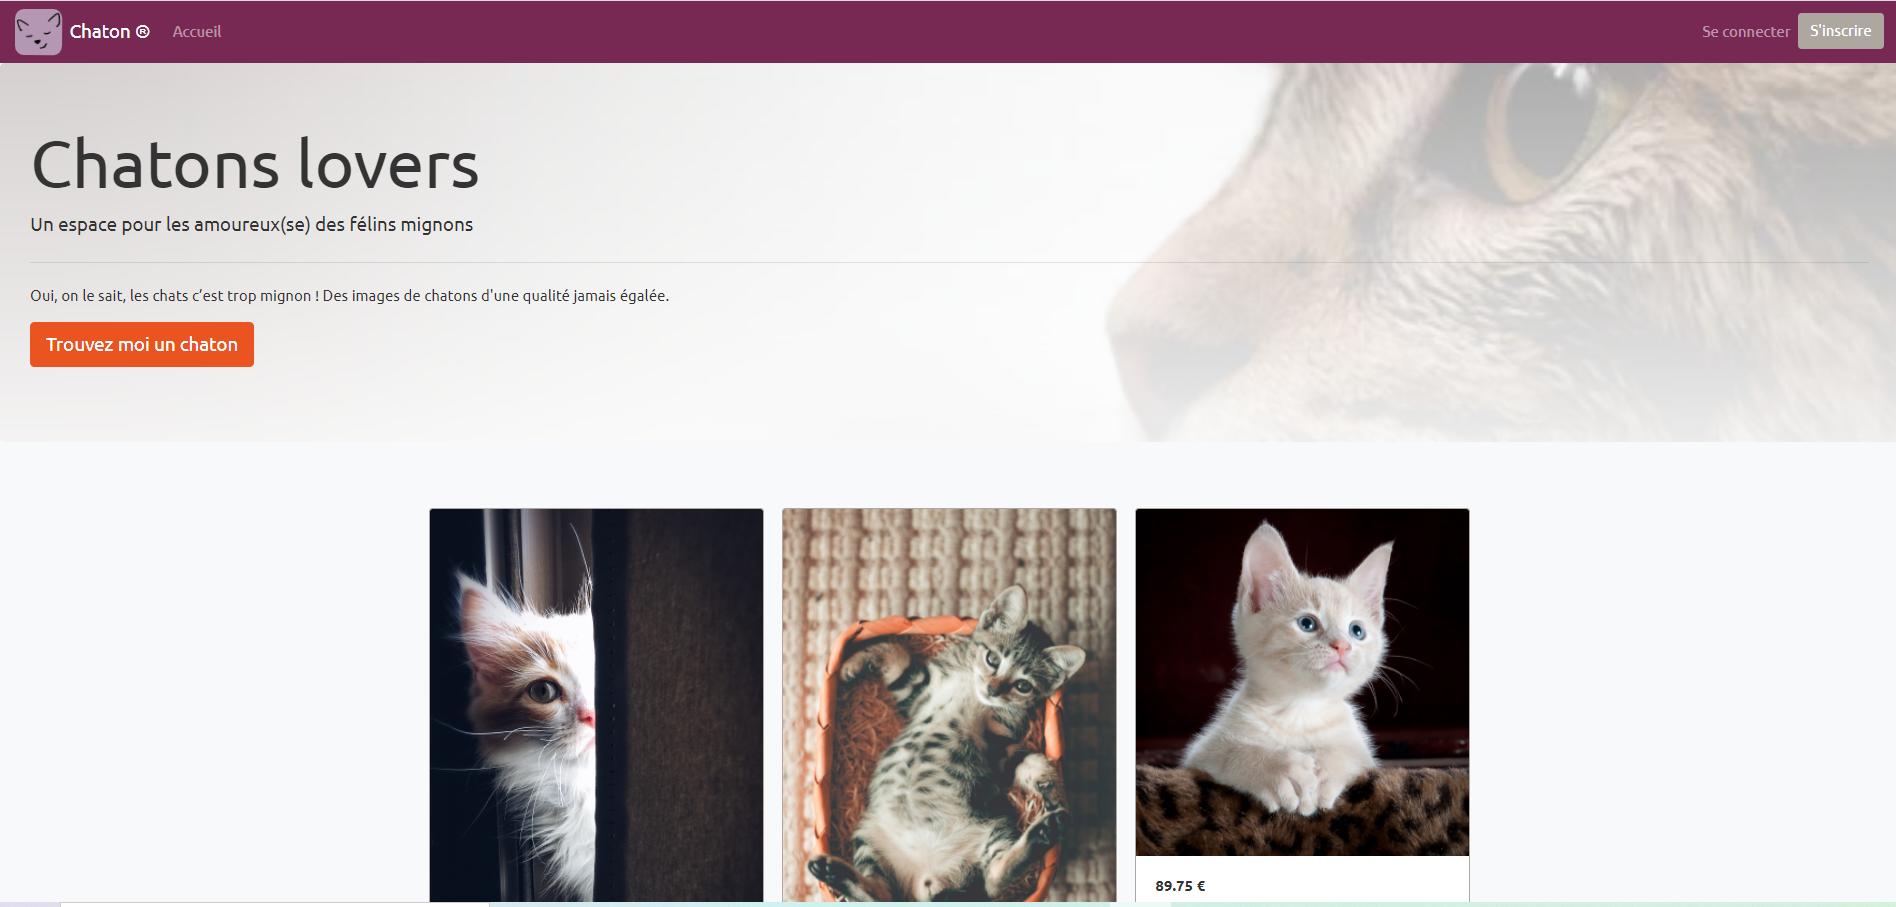 Chaton ® Accueil Se connecter S'inscrire
Chatons lovers
Un espace pour les amoureux(se) des félins mignons
Oui, on le sait, les chats c’est trop mignon ! Des images de chatons d'une qualité jamais égalée.
Trouvez moi un chaton
89.75 €